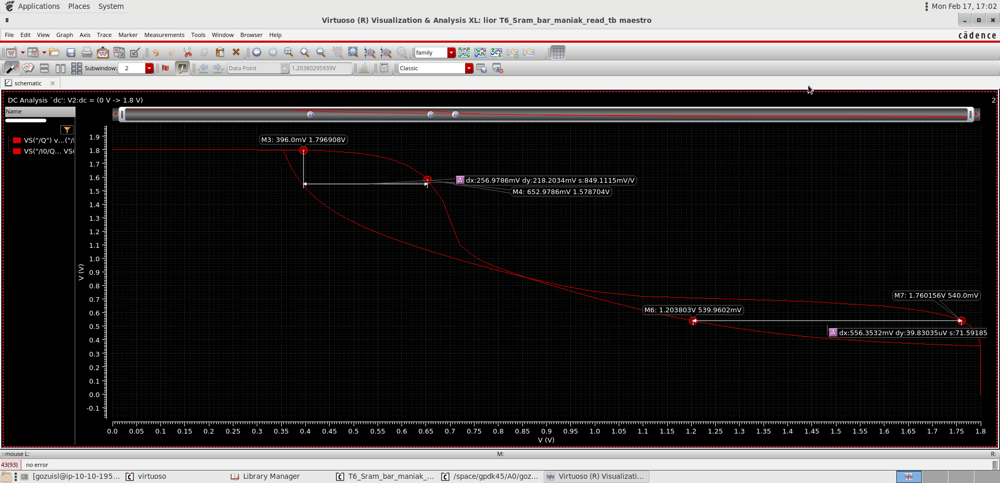 Applications Places System Mon Feb 17, 17:02
Virtuoso (R) Visualization & Analysis XL: lior T6_Sram_bar_maniak_read_tb maestro
File Edit View Graph Axis Trace Marker Measurements Tools Window Browser Help cādence
family
Subwindow: 2 Data Point 1.20380295939V Classic
schematic
DC Analysis `dc': V2:dc = (0 V -> 1.8 V) 2
Name
VS("/Q") v...("/I
VS("/I0/Q... VS(
M3: 396.0mV 1.796908V
dx:256.9786mV dy:218.2034mV s:849.1115mV/V
M4: 652.9786mV 1.578704V
M7: 1.760156V 540.0mV
M6: 1.203803V 539.9602mV
dx:556.3532mV dy:39.83035uV s:71.59185
1.9
1.8
1.7
1.6
1.5
1.4
1.3
1.2
1.1
1.0
0.9
0.8
0.7
0.6
0.5
0.4
0.3
0.2
0.1
0.0
-0.1
V (V)
0.0 0.05 0.1 0.15 0.2 0.25 0.3 0.35 0.4 0.45 0.5 0.55 0.6 0.65 0.7 0.75 0.8 0.85 0.9 0.95 1.0 1.05 1.1 1.15 1.2 1.25 1.3 1.35 1.4 1.45 1.5 1.55 1.6 1.65 1.7 1.75 1.8
V (V)
mouse L: M: R:
43(93) no error
[gozuisl@ip-10-10-195... virtuoso Library Manager T6_Sram_bar_maniak_... /space/gpdk45/A0/goz... Virtuoso (R) Visualizati...